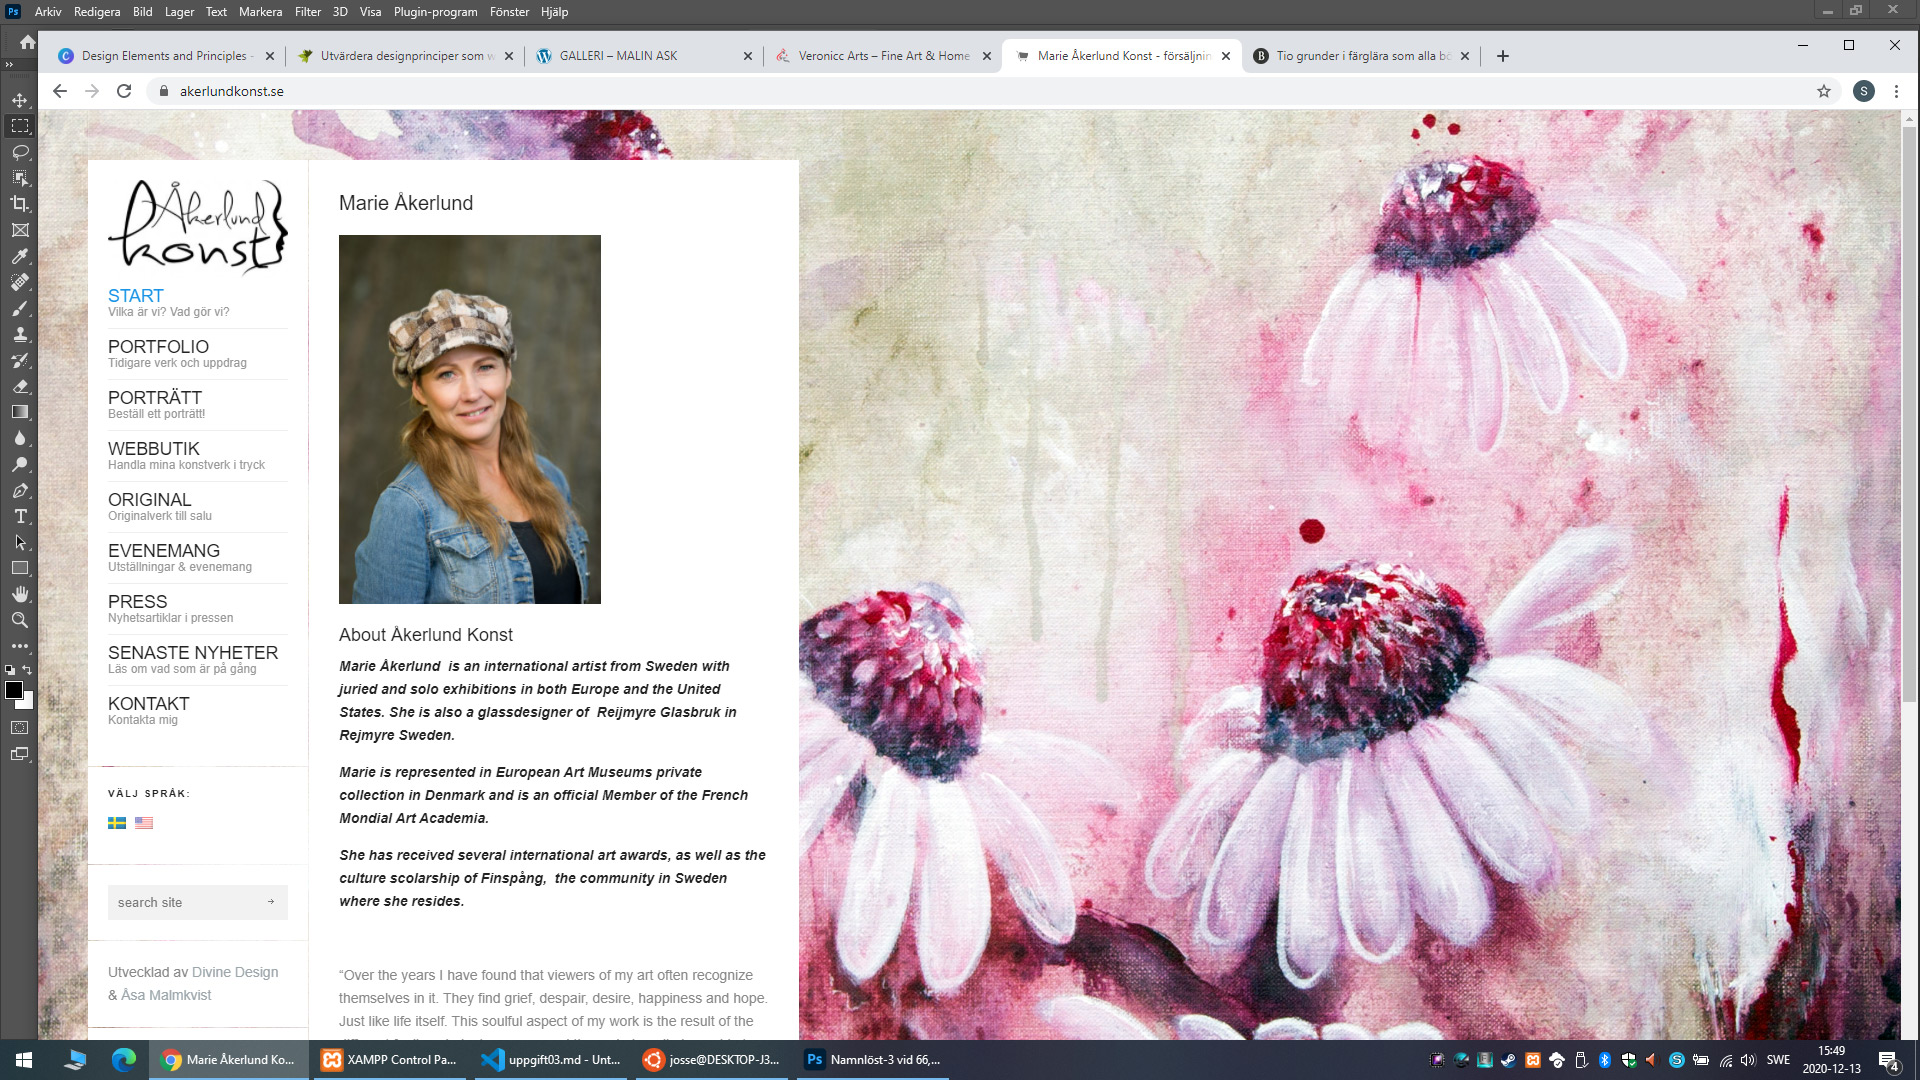 Ps Arkiv Redigera Bild Lager Text Markera Filter 3D Visa Plugin-program Fönster Hjälp
Design Elements and Principles - Utvärdera designprinciper som w GALLERI – MALIN ASK Veronicc Arts – Fine Art & Home Marie Åkerlund Konst - försäljnin Tio grunder i färglära som alla bö
akerlundkonst.se S
Åkerlund
konst
START
Vilka är vi? Vad gör vi?
PORTFOLIO
Tidigare verk och uppdrag
PORTRÄTT
Beställ ett porträtt!
WEBBUTIK
Handla mina konstverk i tryck
ORIGINAL
Originalverk till salu
EVENEMANG
Utställningar & evenemang
PRESS
Nyhetsartiklar i pressen
SENASTE NYHETER
Läs om vad som är på gång
KONTAKT
Kontakta mig
VÄLJ SPRÅK:
search site
Utvecklad av Divine Design
& Åsa Malmkvist
Marie Åkerlund
About Åkerlund Konst
Marie Åkerlund  is an international artist from Sweden with
juried and solo exhibitions in both Europe and the United
States. She is also a glassdesigner of  Reijmyre Glasbruk in
Rejmyre Sweden.
Marie is represented in European Art Museums private
collection in Denmark and is an official Member of the French
Mondial Art Academia.
She has received several international art awards, as well as the
culture scolarship of Finspång,  the community in Sweden
where she resides.
“Over the years I have found that viewers of my art often recognize
themselves in it. They find grief, despair, desire, happiness and hope.
Just like life itself. This soulful aspect of my work is the result of the
Marie Åkerlund Ko... XAMPP Control Pa... uppgift03.md - Unt... josse@DESKTOP-J3... Ps Namnlöst-3 vid 66,... SWE 15:49
2020-12-13 4